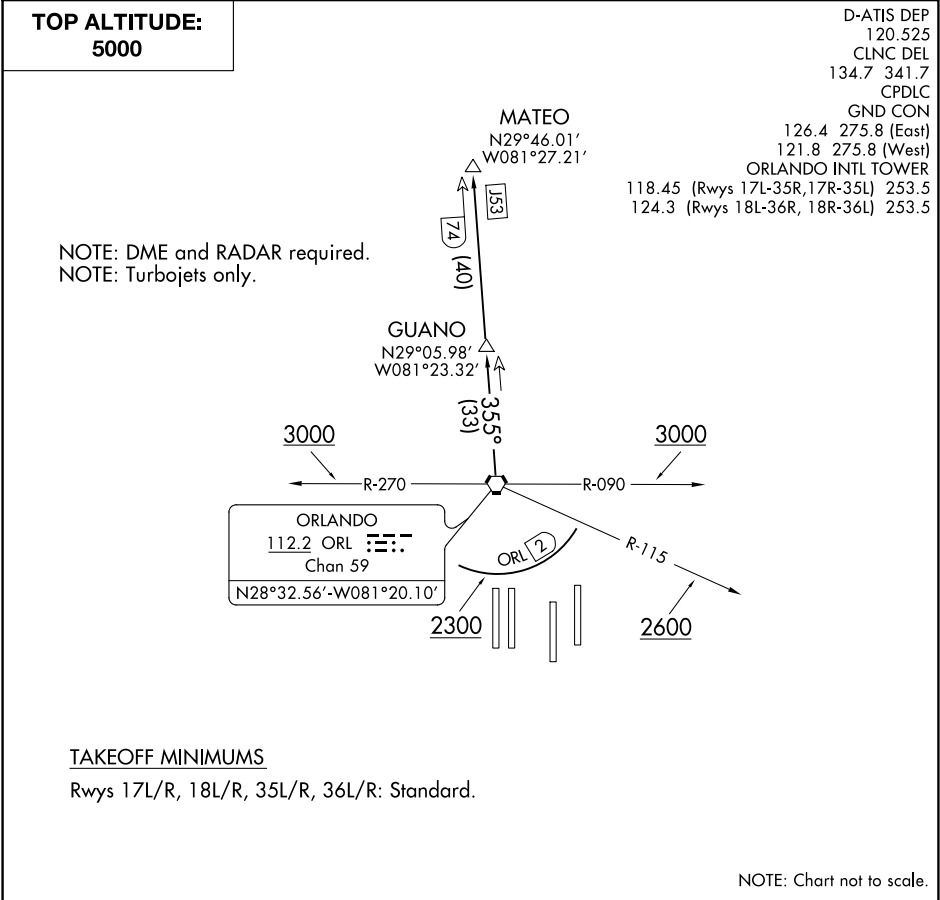 TOP ALTITUDE:
5000
D-ATIS DEP
120.525
CLNC DEL
134.7 341.7
CPDLC
GND CON
126.4 275.8 (East)
121.8 275.8 (West)
ORLANDO INTL TOWER
118.45 (Rwys 17L-35R,17R-35L) 253.5
124.3 (Rwys 18L-36R, 18R-36L) 253.5
MATEO
N29°46.01'
W081°27.21'
J53
74
(40)
NOTE: DME and RADAR required.
NOTE: Turbojets only.
GUANO
N29°05.98'
W081°23.32'
355°
(33)
3000
3000
R-270
R-090
ORLANDO
112.2 ORL
Chan 59
N28°32.56'-W081°20.10'
ORL 2
R-115
2300
2600
TAKEOFF MINIMUMS
Rwys 17L/R, 18L/R, 35L/R, 36L/R: Standard.
NOTE: Chart not to scale.